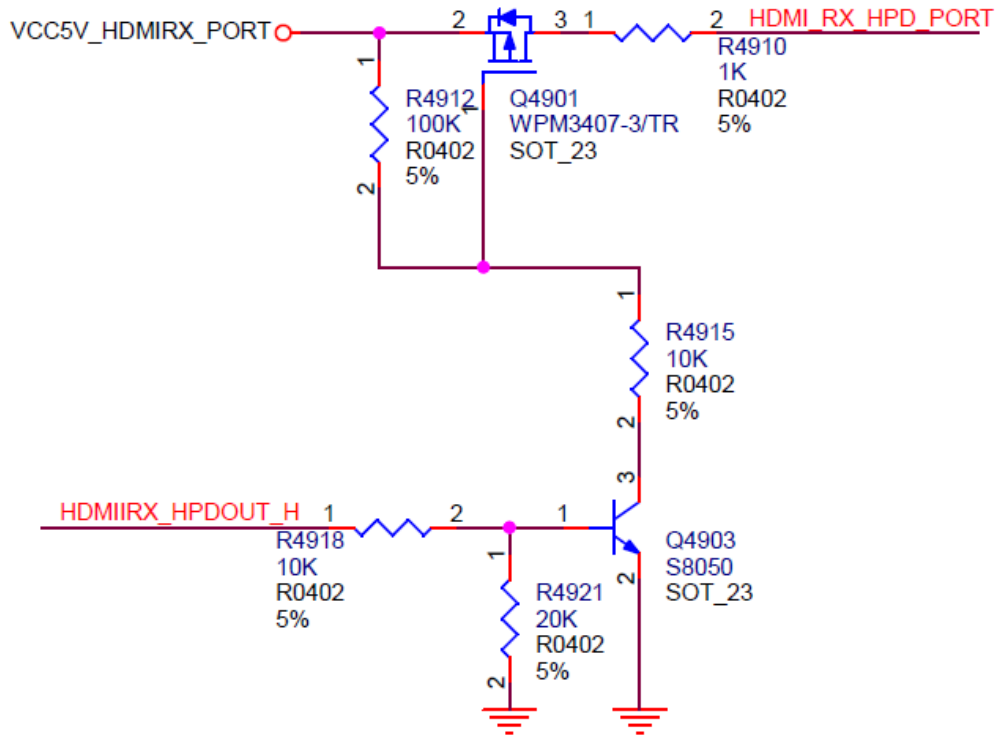 2 3 1 2 HDMI_RX_HPD_PORT
VCC5V_HDMIRX_PORT
R4910
1K
R0402
5%
1
R4912
100K
R0402
5%
2
1
Q4901
WPM3407-3/TR
SOT_23
1
R4915
10K
R0402
5%
2
3
HDMIIRX_HPDOUT_H 1 2 1
R4918
10K
R0402
5%
1
R4921
20K
R0402
5%
2
Q4903
S8050
SOT_23
2